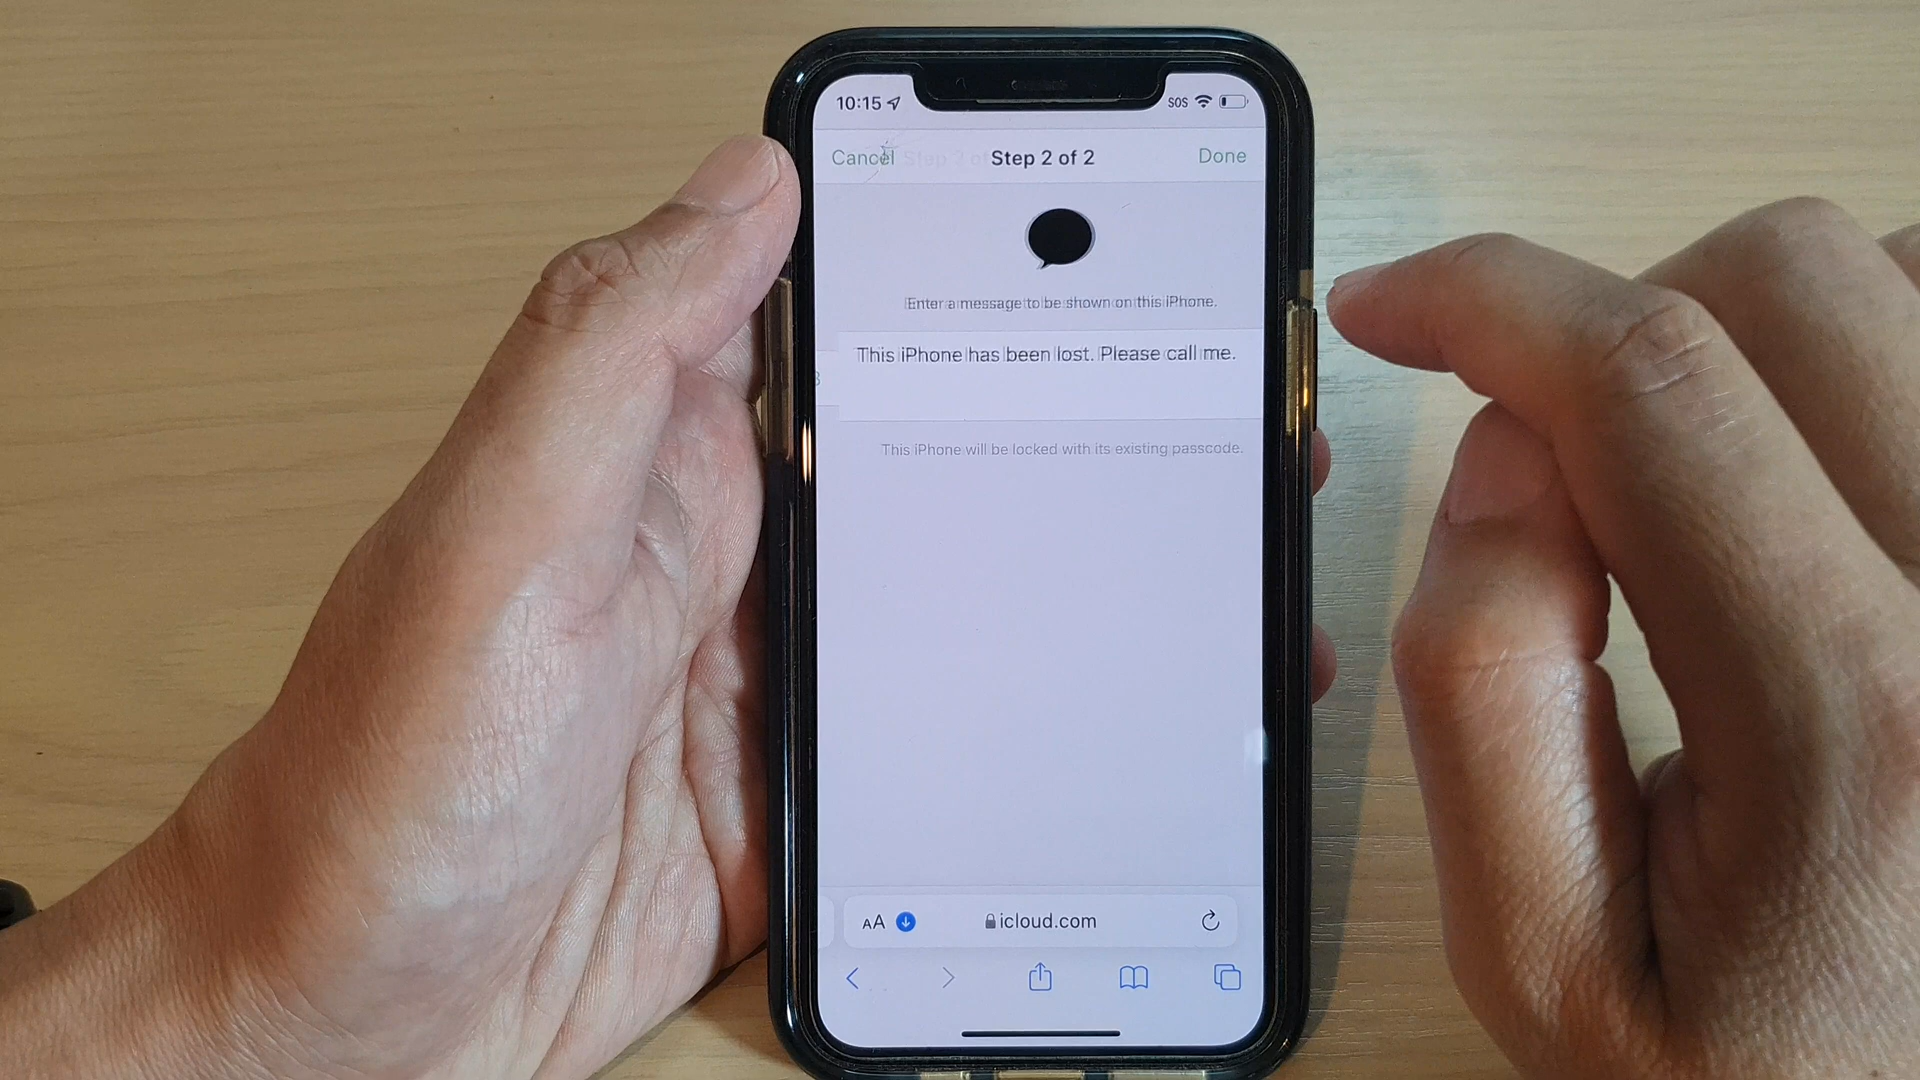 10:15 SOS
Cancel Step 2 of 2 Done
Enter a message to be shown on this iPhone.
This iPhone has been lost. Please call me.
This iPhone will be locked with its existing passcode.
AA icloud.com